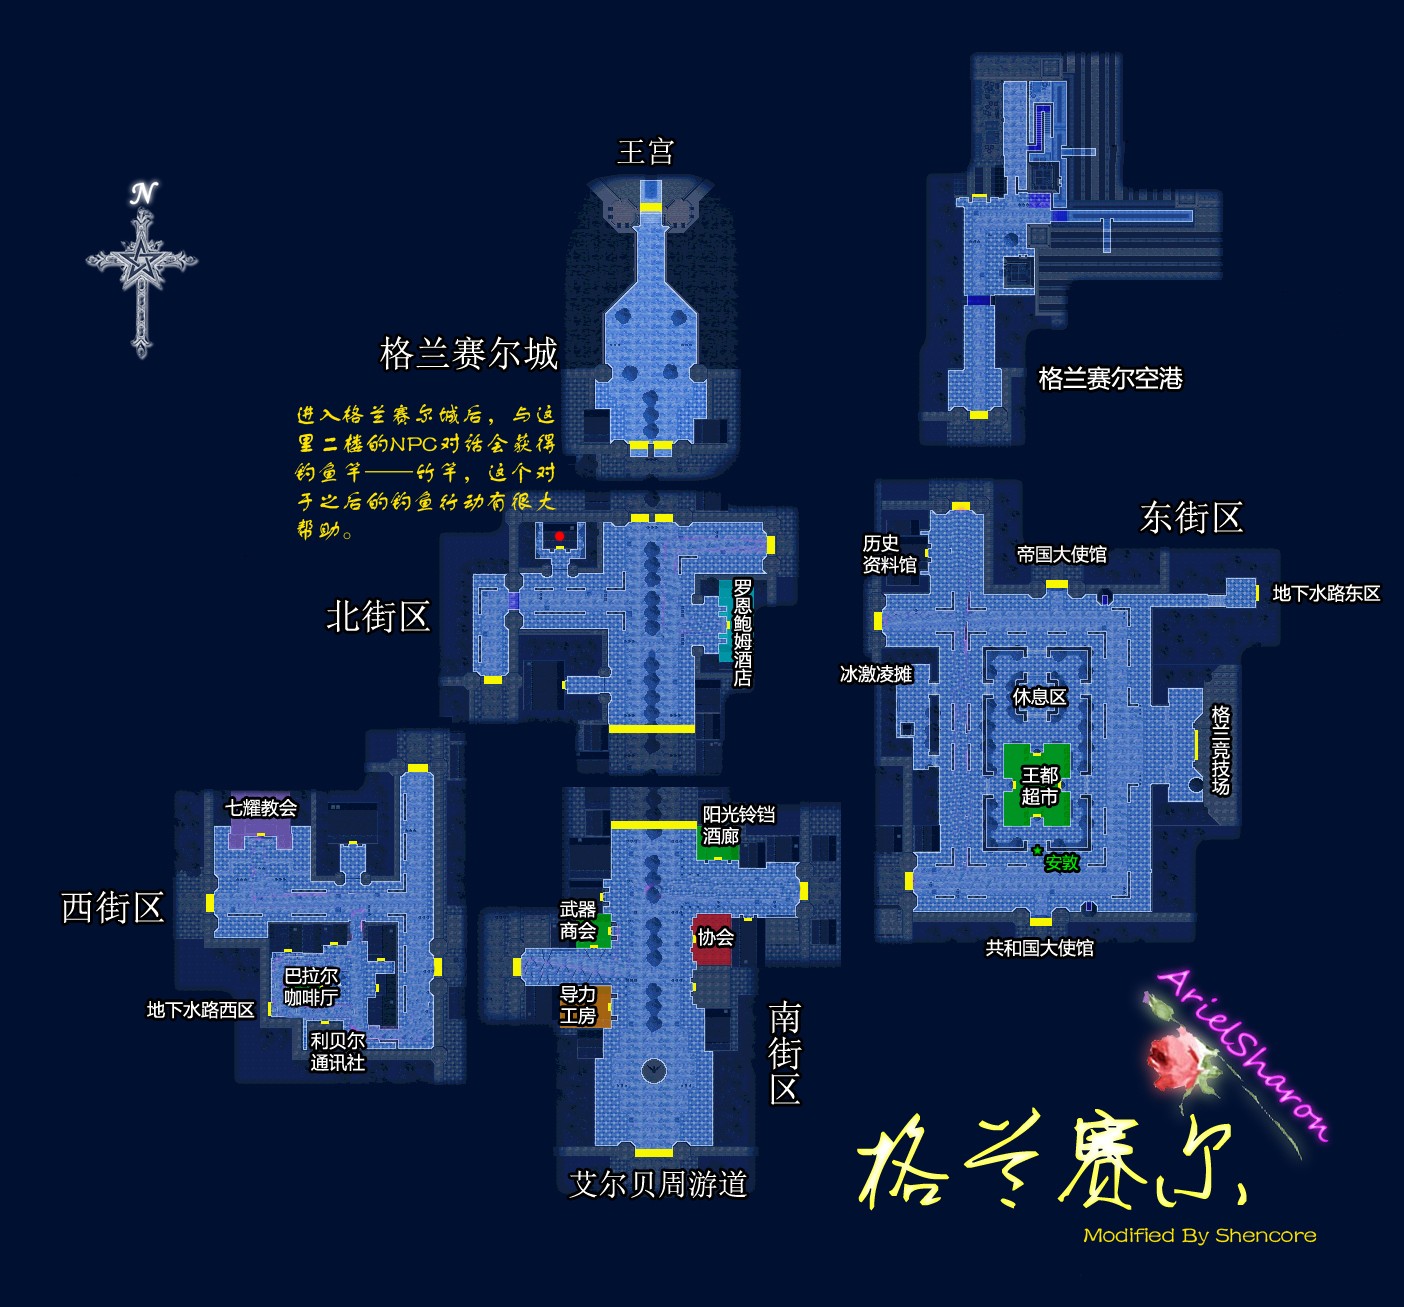 王宫
N
格兰赛尔城
进入格兰赛尔城后，与这
里二楼的NPC对话会获得
钓鱼竿——竹竿，这个对
于之后的钓鱼行动有很大
帮助。
格兰赛尔空港
北街区
罗恩鲍姆酒店
东街区
历史
资料馆
帝国大使馆
地下水路东区
冰激凌摊
休息区
格兰竞技场
王都
超市
安敦
共和国大使馆
西街区
七耀教会
巴拉尔
咖啡厅
地下水路西区
利贝尔
通讯社
阳光铃铛
酒廊
武器
商会
协会
导力
工房
南街区
艾尔贝周游道
ArielSharon
格兰赛尔
Modified By Shencore